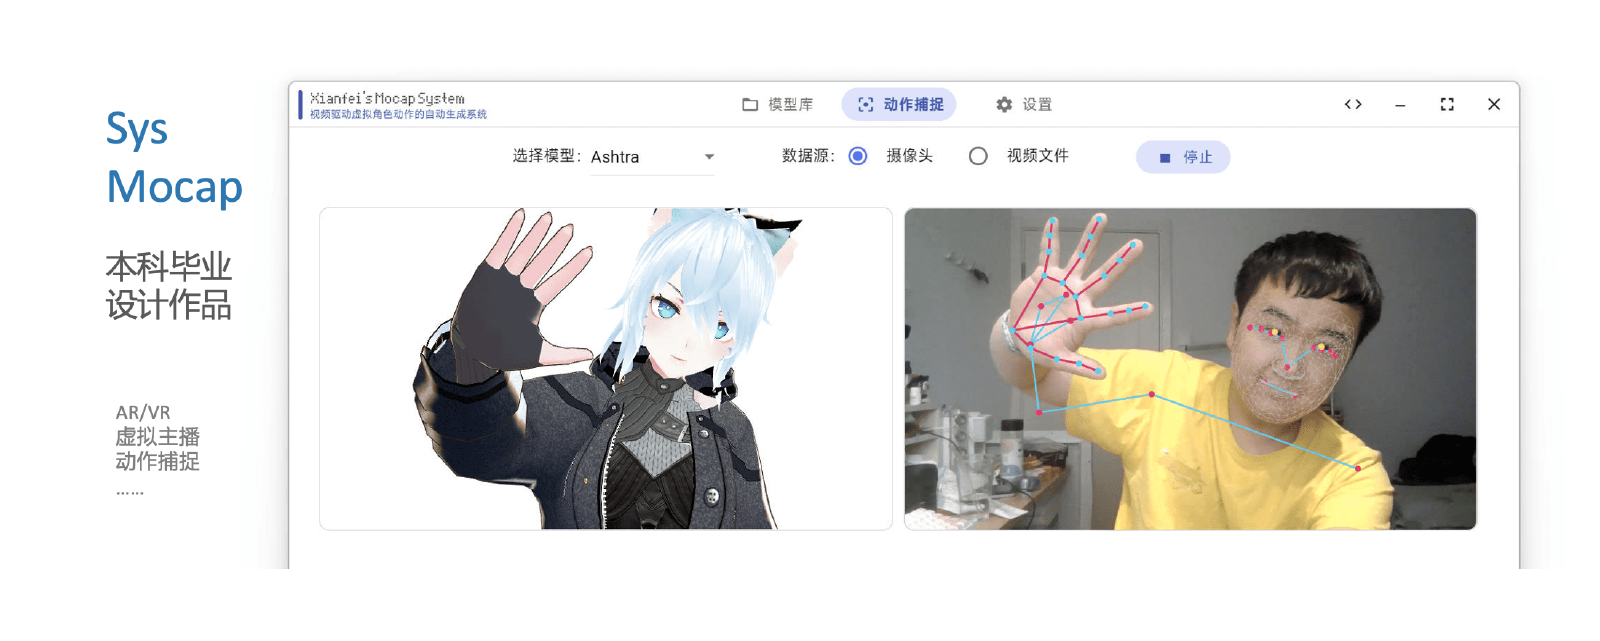 Sys
Mocap
本科毕业
设计作品
AR/VR
虚拟主播
动作捕捉
......
Xianfei's Mocap System
视频驱动虚拟角色动作的自动生成系统
模型库
动作捕捉
设置
选择模型: Ashtra
数据源: 摄像头 视频文件
停止